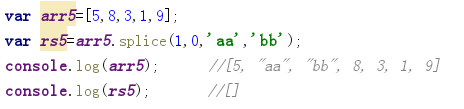 var arr5=[5,8,3,1,9];
var rs5=arr5.splice(1,0,'aa','bb');
console.log(arr5);      //[5, "aa", "bb", 8, 3, 1, 9]
console.log(rs5);       //[]